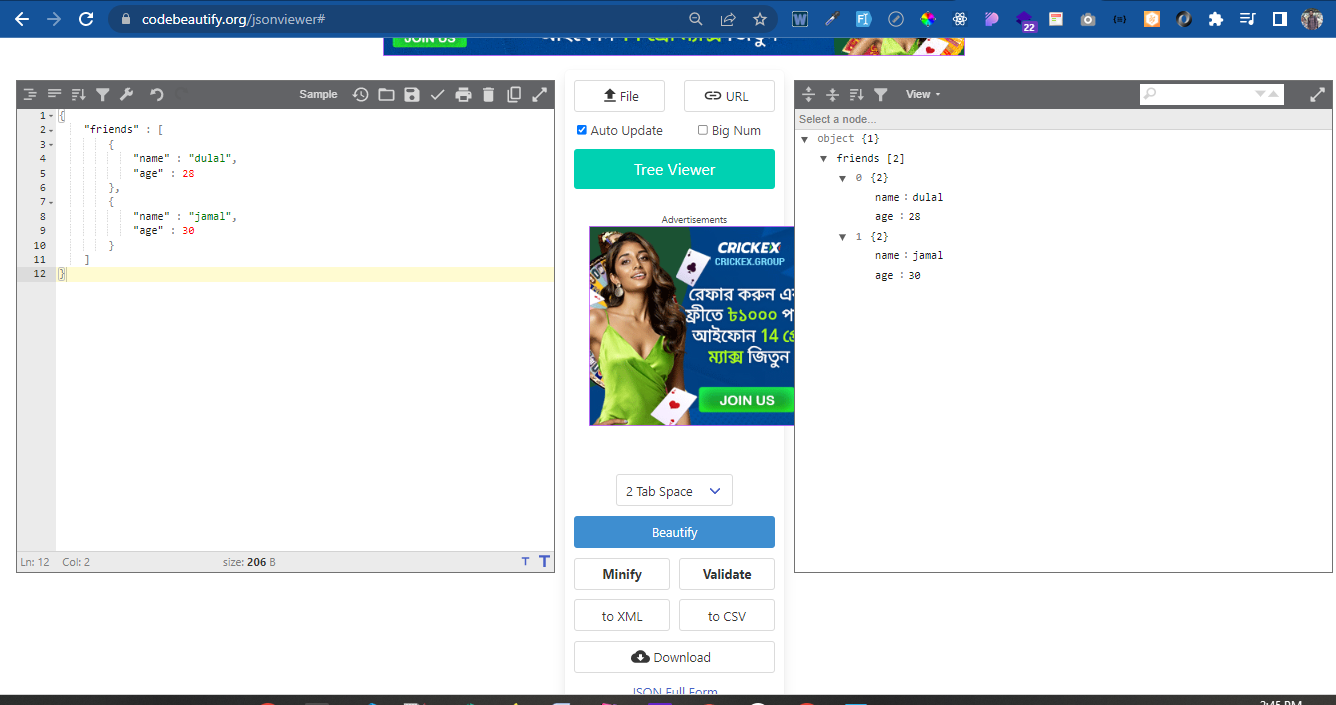 codebeautify.org/jsonviewer#
22
JOIN US
Sample
1 {
2 "friends" : [
3 {
4 "name" : "dulal",
5 "age" : 28
6 },
7 {
8 "name" : "jamal",
9 "age" : 30
10 }
11 ]
12 }
Ln: 12 Col: 2 size: 206 B T T
File URL
Auto Update Big Num
Tree Viewer
Advertisements
CRICKEX
CRICKEX.GROUP
রেফার করুন
ফ্রীতে ৳১০০০
আইফোন 14
ম্যাক্স জিতুন
JOIN US
2 Tab Space
Beautify
Minify Validate
to XML to CSV
Download
JSON Full Form
View
Select a node...
object {1}
friends [2]
0 {2}
name : dulal
age : 28
1 {2}
name : jamal
age : 30
2:45 PM